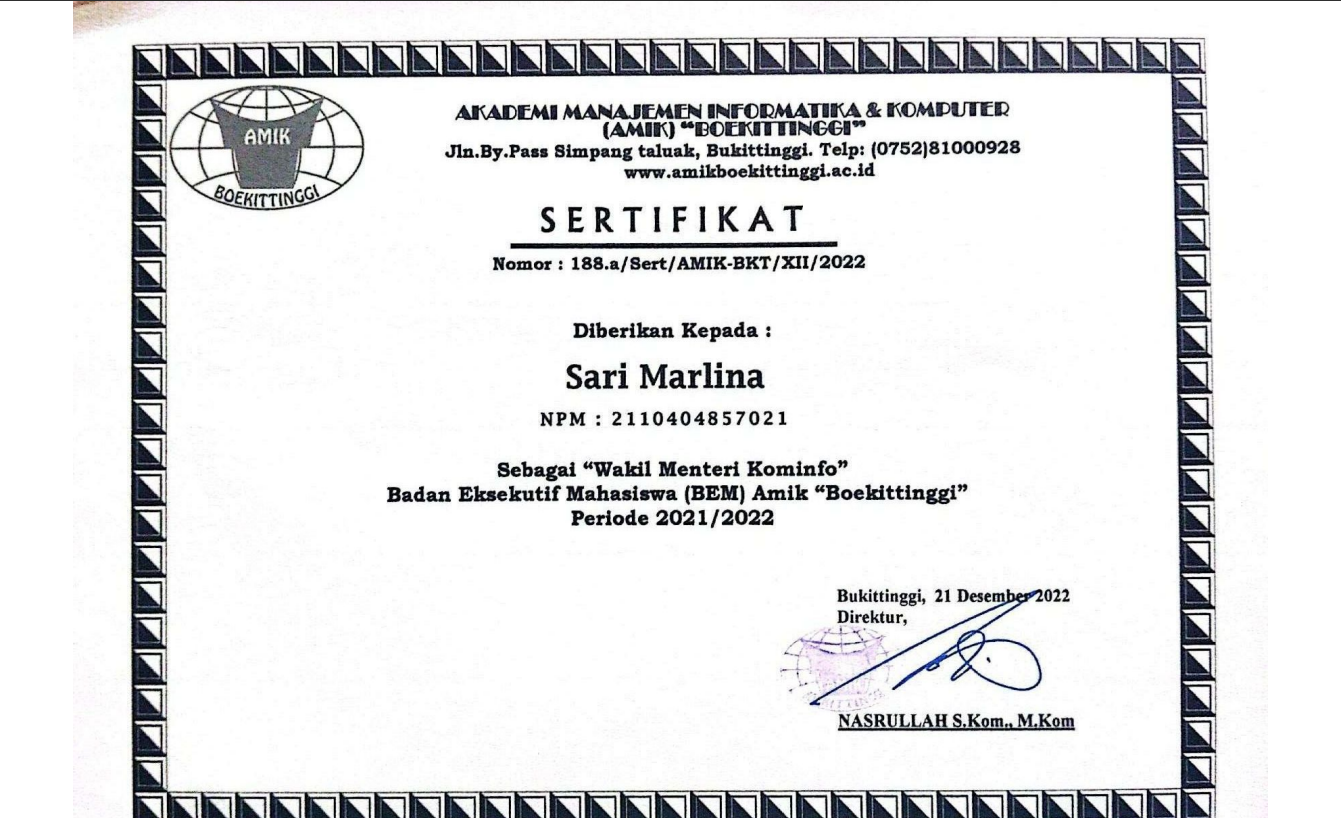 AMIK
BOEKITTINGGI
AKADEMI MANAJEMEN INFORMATIKA & KOMPUTER
(AMIK) “BOEKITTINGGI”
Jln.By.Pass Simpang taluak, Bukittinggi. Telp: (0752)81000928
www.amikboekittinggi.ac.id
SERTIFIKAT
Nomor : 188.a/Sert/AMIK-BKT/XII/2022
Diberikan Kepada :
Sari Marlina
NPM : 2110404857021
Sebagai “Wakil Menteri Kominfo”
Badan Eksekutif Mahasiswa (BEM) Amik “Boekittinggi”
Periode 2021/2022
Bukittinggi, 21 Desember 2022
Direktur,
NASRULLAH S.Kom., M.Kom